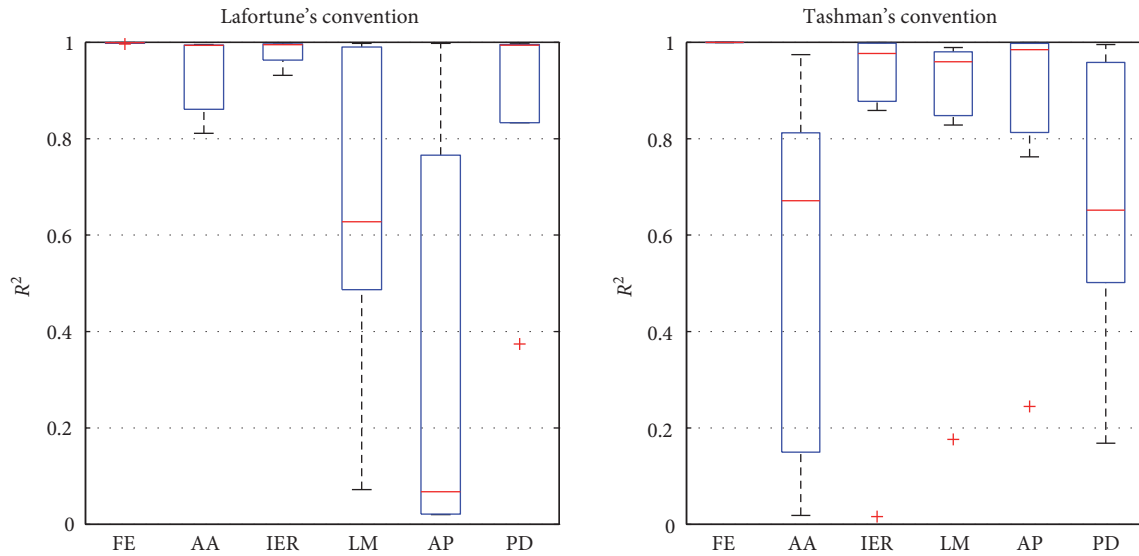 Lafortune's convention
1
0.8
0.6
0.4
0.2
0
R²
FE AA IER LM AP PD
Tashman's convention
1
0.8
0.6
0.4
0.2
0
R²
FE AA IER LM AP PD